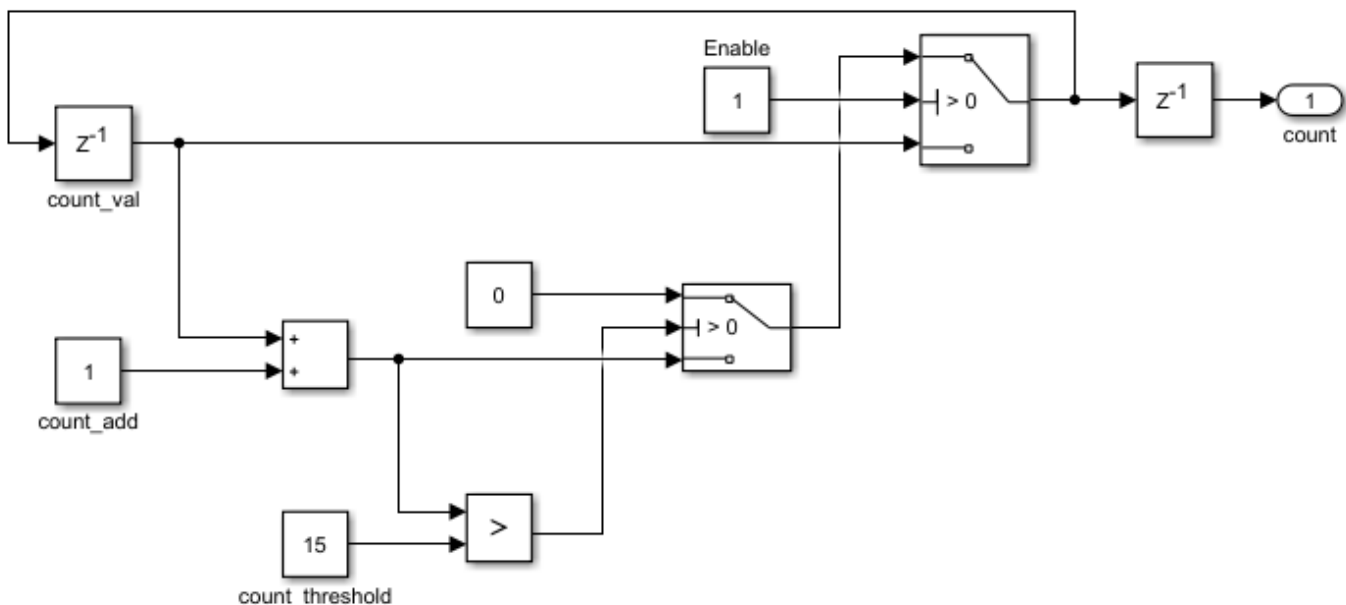 Enable
1
> 0
Z-1
1
count
Z-1
count_val
0
> 0
+
+
1
count_add
15
>
count_threshold